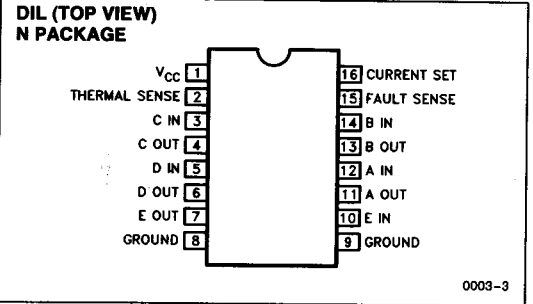 DIL (TOP VIEW)
N PACKAGE
VCC 1
THERMAL SENSE 2
C IN 3
C OUT 4
D IN 5
D OUT 6
E OUT 7
GROUND 8
16 CURRENT SET
15 FAULT SENSE
14 B IN
13 B OUT
12 A IN
11 A OUT
10 E IN
9 GROUND
0003-3